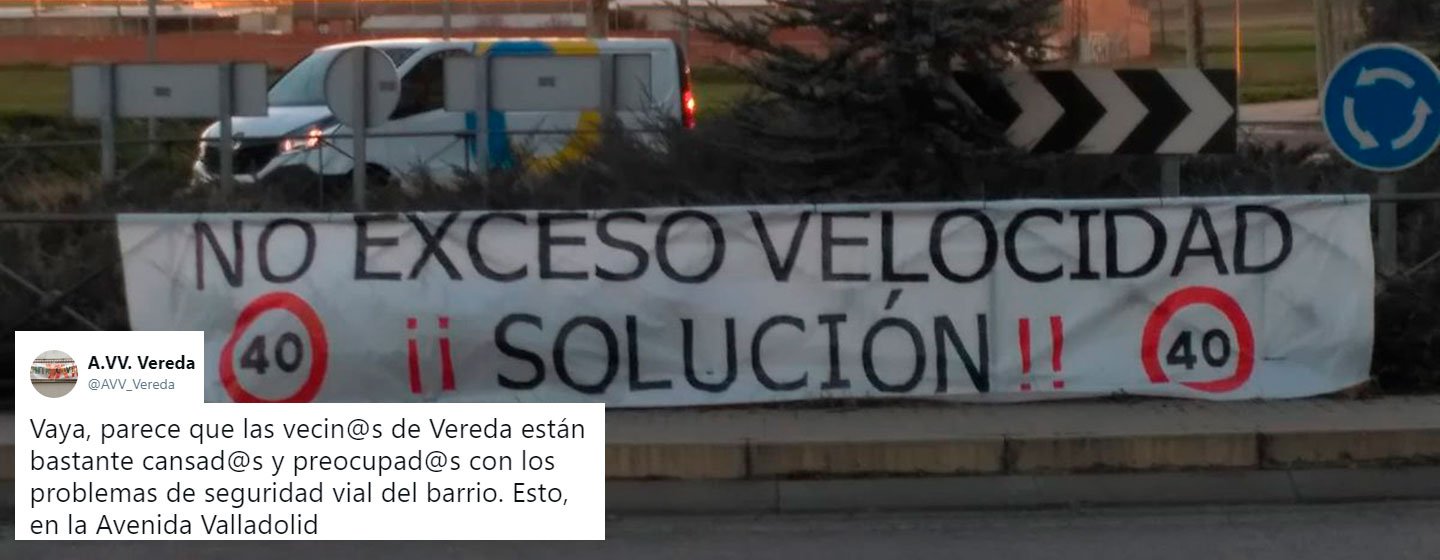 NO EXCESO VELOCIDAD
40 ¡¡ SOLUCIÓN !! 40
A.VV. Vereda
@AVV_Vereda
Vaya, parece que las vecin@s de Vereda están
bastante cansad@s y preocupad@s con los
problemas de seguridad vial del barrio. Esto,
en la Avenida Valladolid